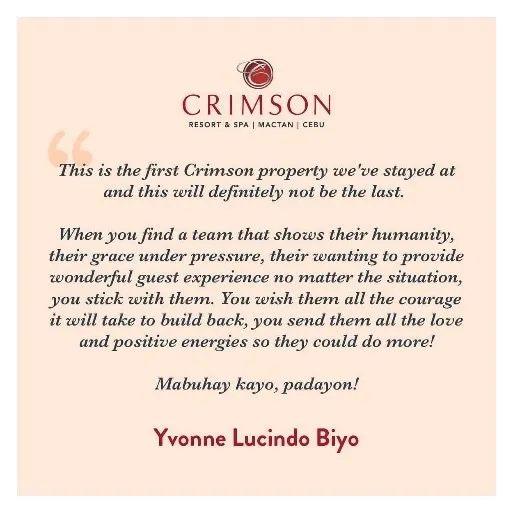 CRIMSON
RESORT & SPA | MACTAN | CEBU
“
This is the first Crimson property we've stayed at
and this will definitely not be the last.
When you find a team that shows their humanity,
their grace under pressure, their wanting to provide
wonderful guest experience no matter the situation,
you stick with them. You wish them all the courage
it will take to build back, you send them all the love
and positive energies so they could do more!
Mabuhay kayo, padayon!
Yvonne Lucindo Biyo